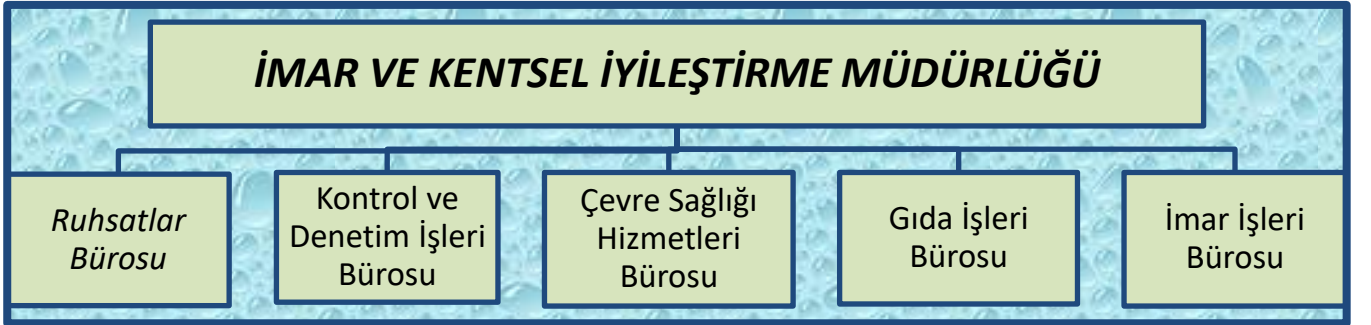 İMAR VE KENTSEL İYİLEŞTİRME MÜDÜRLÜĞÜ
Ruhsatlar
Bürosu
Kontrol ve
Denetim İşleri
Bürosu
Çevre Sağlığı
Hizmetleri
Bürosu
Gıda İşleri
Bürosu
İmar İşleri
Bürosu